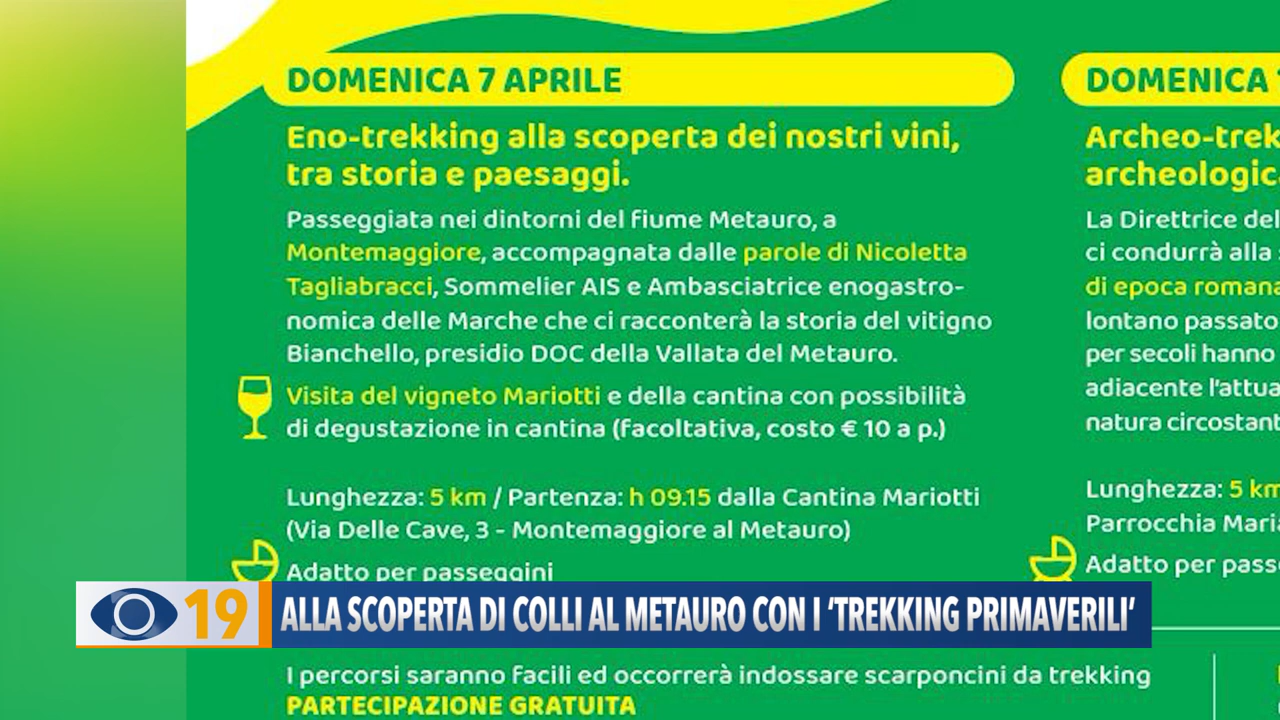 DOMENICA 7 APRILE
Eno-trekking alla scoperta dei nostri vini,
tra storia e paesaggi.
Passeggiata nei dintorni del fiume Metauro, a
Montemaggiore, accompagnata dalle parole di Nicoletta
Tagliabracci, Sommelier AIS e Ambasciatrice enogastro-
nomica delle Marche che ci racconterà la storia del vitigno
Bianchello, presidio DOC della Vallata del Metauro.
Visita del vigneto Mariotti e della cantina con possibilità
di degustazione in cantina (facoltativa, costo € 10 a p.)
Lunghezza: 5 km / Partenza: h 09.15 dalla Cantina Mariotti
(Via Delle Cave, 3 - Montemaggiore al Metauro)
Adatto per passeggini
DOMENICA
Archeo-trek
archeologic
La Direttrice del
ci condurrà alla
di epoca romana
lontano passato
per secoli hanno
adiacente l'attua
natura circostant
Lunghezza: 5 km
Parrocchia Mari
Adatto per pass
19 ALLA SCOPERTA DI COLLI AL METAURO CON I 'TREKKING PRIMAVERILI'
I percorsi saranno facili ed occorrerà indossare scarponcini da trekking
PARTECIPAZIONE GRATUITA